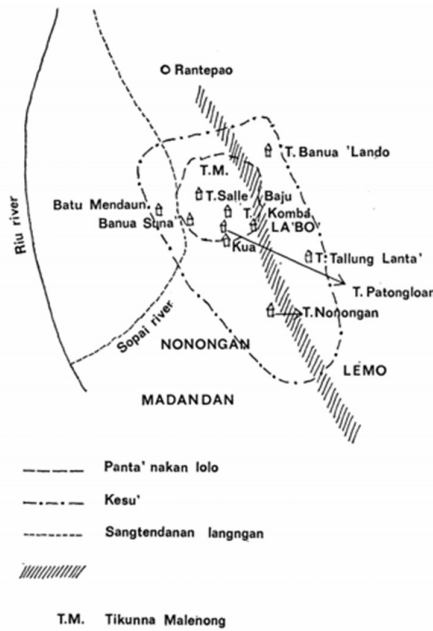 Rantepao
T. Banua 'Lando
T.M.
T.Salle Baju
Batu Mendaun
T. Komba
Banua Suna
LA'BO'
Kua
T. Tallung Lanta'
T. Patongloan
T. Nonongan
Riu river
Sopai river
NONONGAN
LEMO
MADANDAN
Panta' nakan lolo
Kesu'
Sangtendanan langngan
T.M. Tikunna Malenong